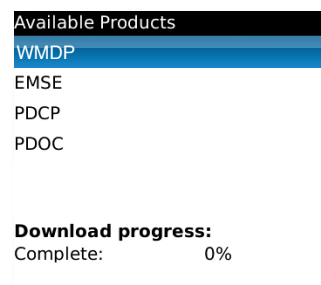 Available Products
WMDP
EMSE
PDCP
PDOC
Download progress:
Complete: 0%